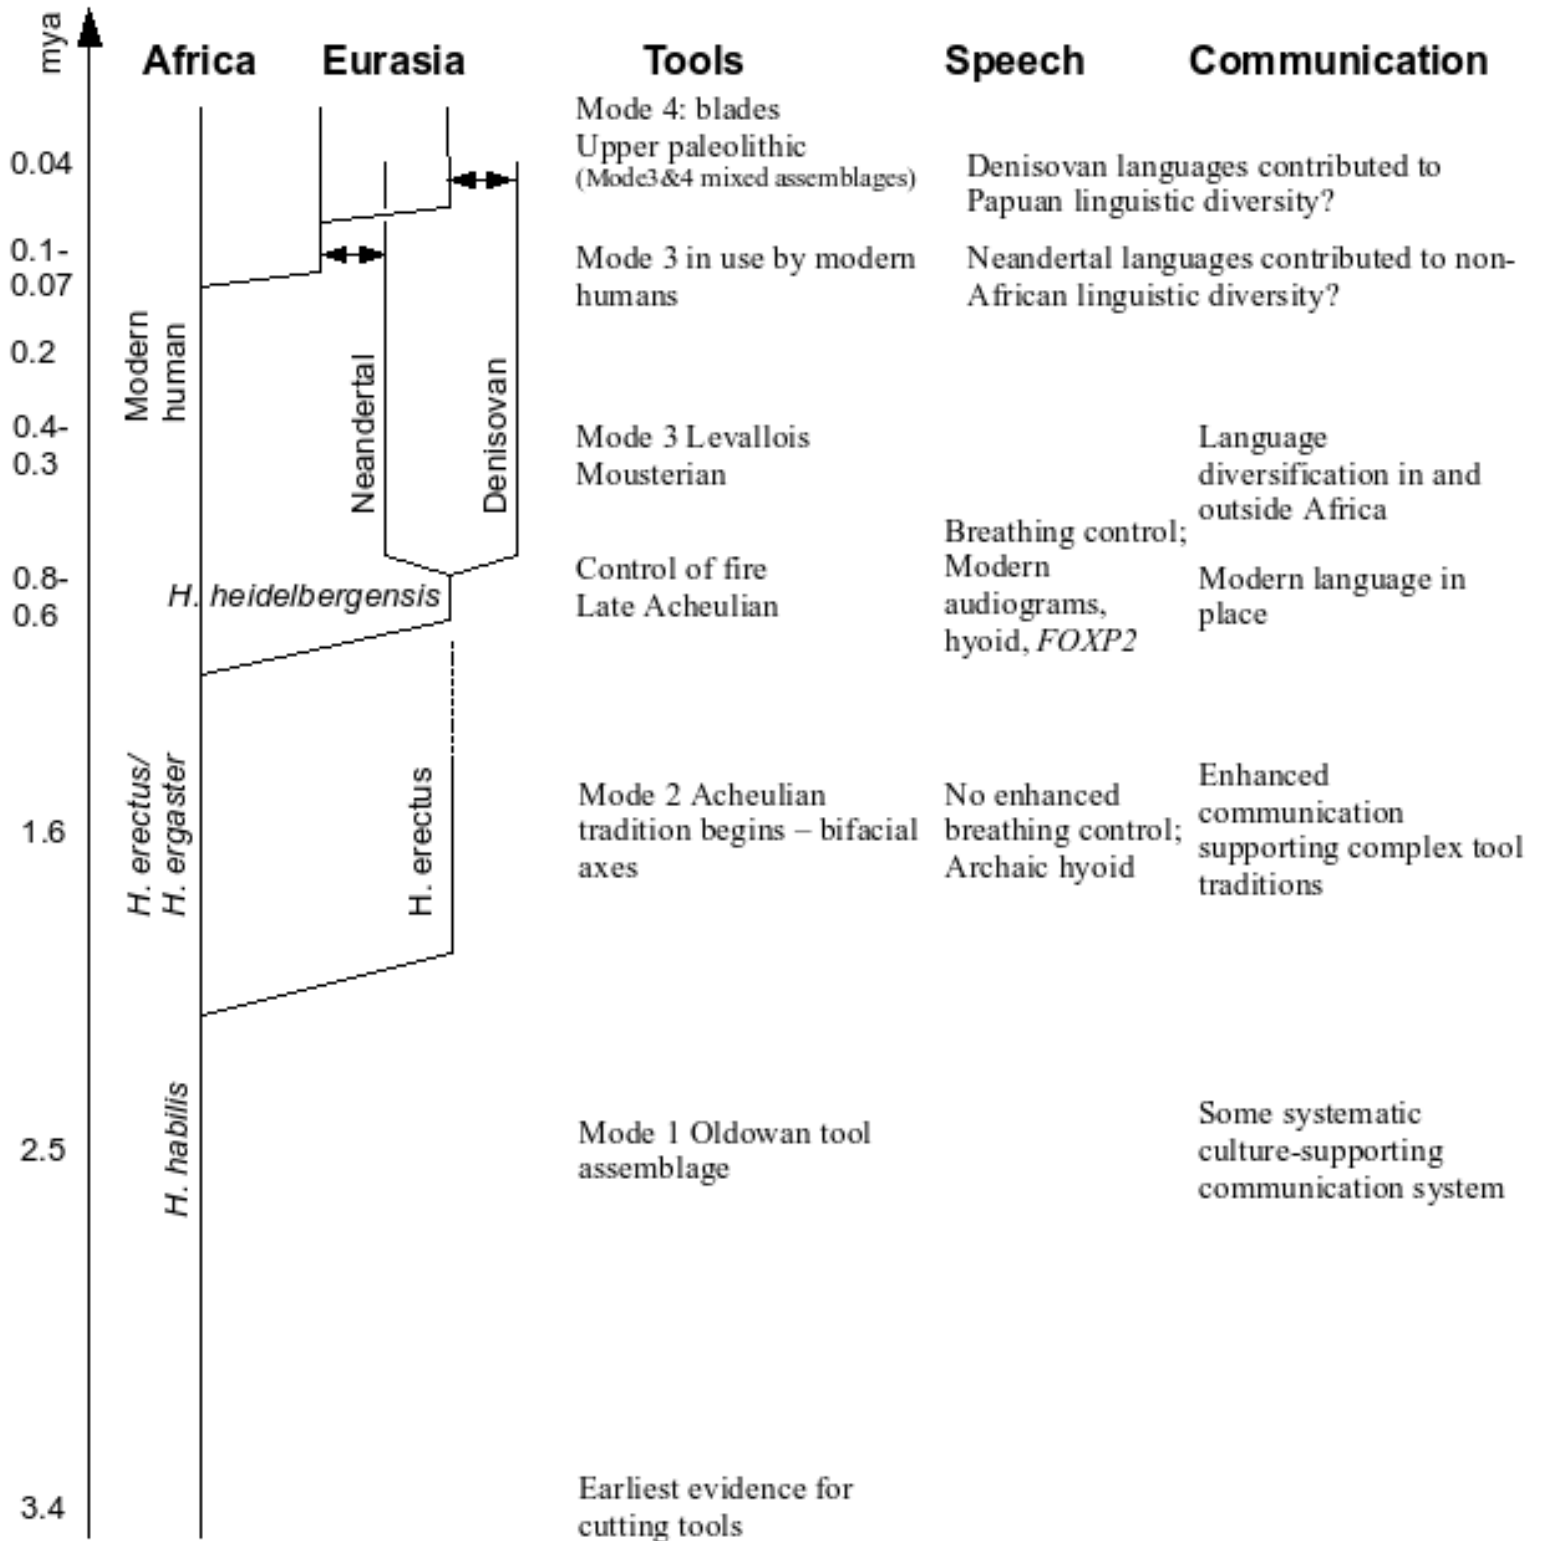 mya
Africa
Eurasia
Tools
Speech
Communication
Mode 4: blades
Upper paleolithic
(Mode3&4 mixed assemblages)
0.04
Denisovan languages contributed to
Papuan linguistic diversity?
0.1-
0.07
Mode 3 in use by modern
humans
Neandertal languages contributed to non-
African linguistic diversity?
0.2
Modern
human
Neandertal
Denisovan
0.4-
0.3
Mode 3 Levallois
Mousterian
Language
diversification in and
outside Africa
0.8-
0.6
H. heidelbergensis
Control of fire
Late Acheulian
Breathing control;
Modern
audiograms,
hyoid, FOXP2
Modern language in
place
1.6
H. erectus/
H. ergaster
H. erectus
Mode 2 Acheulian
tradition begins – bifacial
axes
No enhanced
breathing control;
Archaic hyoid
Enhanced
communication
supporting complex tool
traditions
2.5
H. habilis
Mode 1 Oldowan tool
assemblage
Some systematic
culture-supporting
communication system
3.4
Earliest evidence for
cutting tools